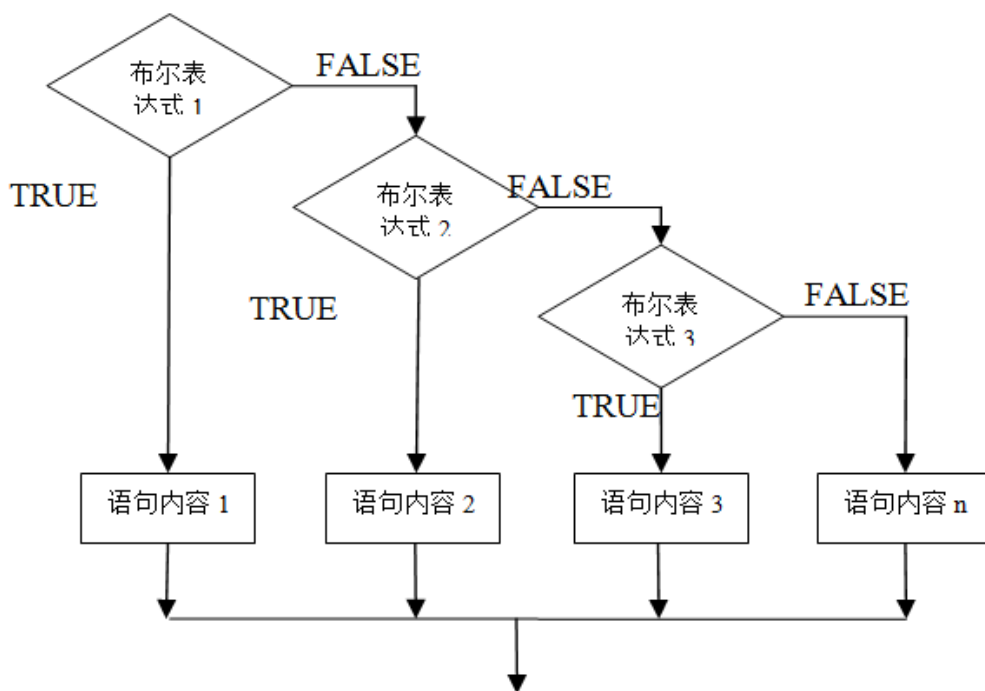 布尔表
达式 1
FALSE
TRUE
布尔表
达式 2
FALSE
TRUE
布尔表
达式 3
FALSE
TRUE
语句内容 1
语句内容 2
语句内容 3
语句内容 n